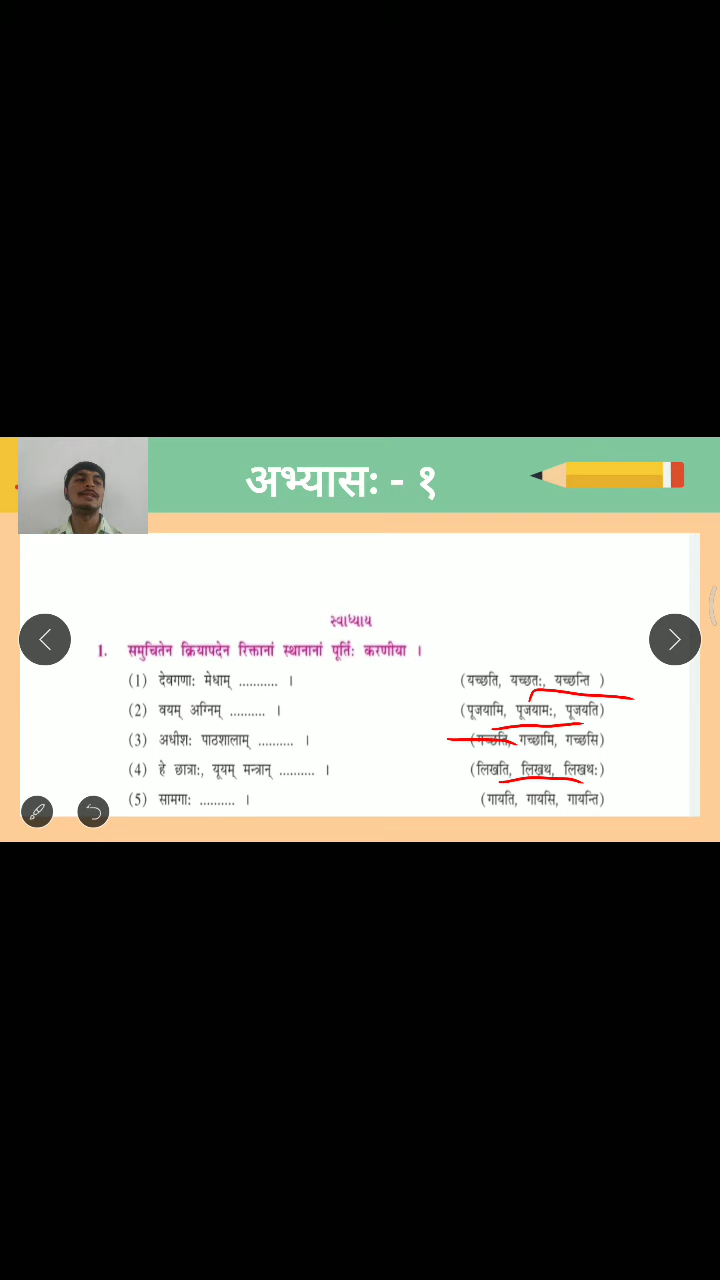 अभ्यासः - १
સ્વાધ્યાય
1. समुचितेन क्रियापदेन रिक्तानां स्थानानां पूर्तिः करणीया ।
(1) देवगणाः मेधाम् ........... । (यच्छति, यच्छतः, यच्छन्ति )
(2) वयम् अग्निम् .......... । (पूजयामि, पूजयामः, पूजयति)
(3) अधीशः पाठशालाम् .......... । (गच्छति, गच्छामि, गच्छसि)
(4) हे छात्राः, यूयम् मन्त्रान् .......... । (लिखति, लिखथ, लिखथः)
(5) सामगाः .......... । (गायति, गायसि, गायन्ति)